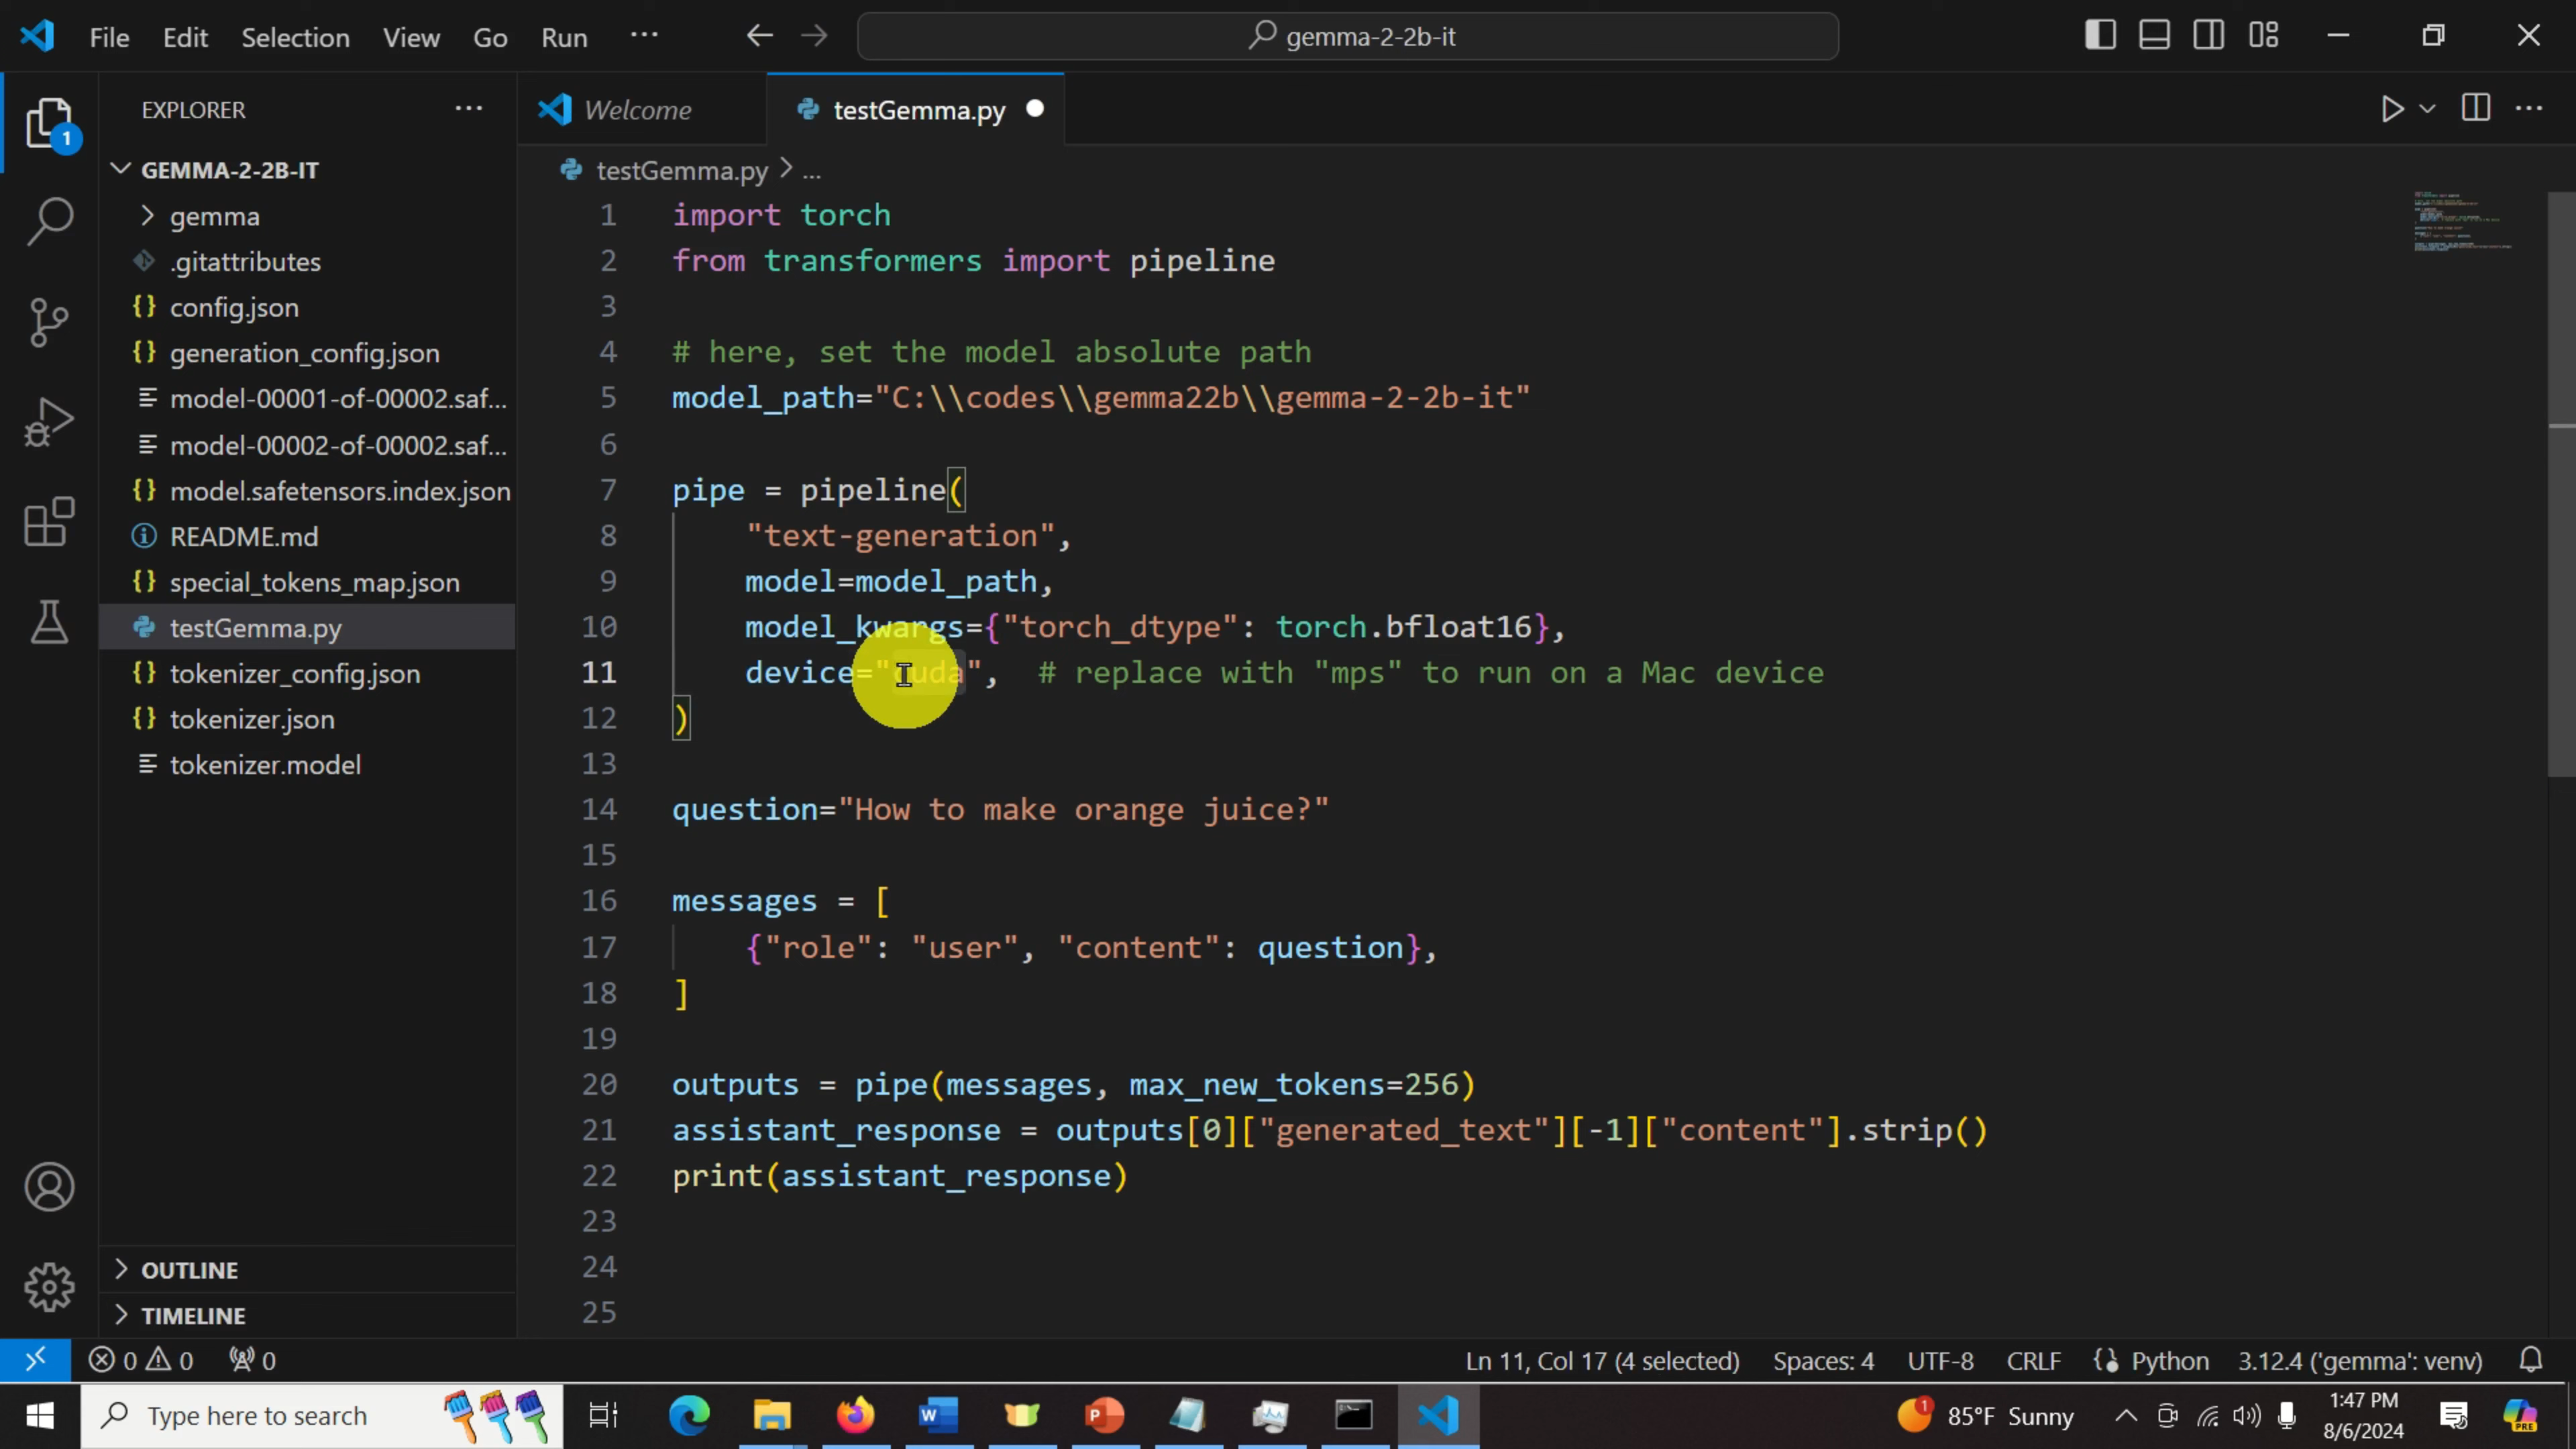 File Edit Selection View Go Run ... gemma-2-2b-it
EXPLORER ...
Welcome testGemma.py
1
GEMMA-2-2B-IT
gemma
.gitattributes
config.json
generation_config.json
model-00001-of-00002.saf...
model-00002-of-00002.saf...
model.safetensors.index.json
README.md
special_tokens_map.json
testGemma.py
tokenizer_config.json
tokenizer.json
tokenizer.model
OUTLINE
TIMELINE
testGemma.py > ...
1 import torch
2 from transformers import pipeline
3
4 # here, set the model absolute path
5 model_path="C:\\codes\\gemma22b\\gemma-2-2b-it"
6
7 pipe = pipeline(
8 "text-generation",
9 model=model_path,
10 model_kwargs={"torch_dtype": torch.bfloat16},
11 device="cuda", # replace with "mps" to run on a Mac device
12 )
13
14 question="How to make orange juice?"
15
16 messages = [
17 {"role": "user", "content": question},
18 ]
19
20 outputs = pipe(messages, max_new_tokens=256)
21 assistant_response = outputs[0]["generated_text"][-1]["content"].strip()
22 print(assistant_response)
23
24
25
0 0 0 Ln 11, Col 17 (4 selected) Spaces: 4 UTF-8 CRLF Python 3.12.4 ('gemma': venv)
Type here to search 85°F Sunny 1:47 PM
8/6/2024